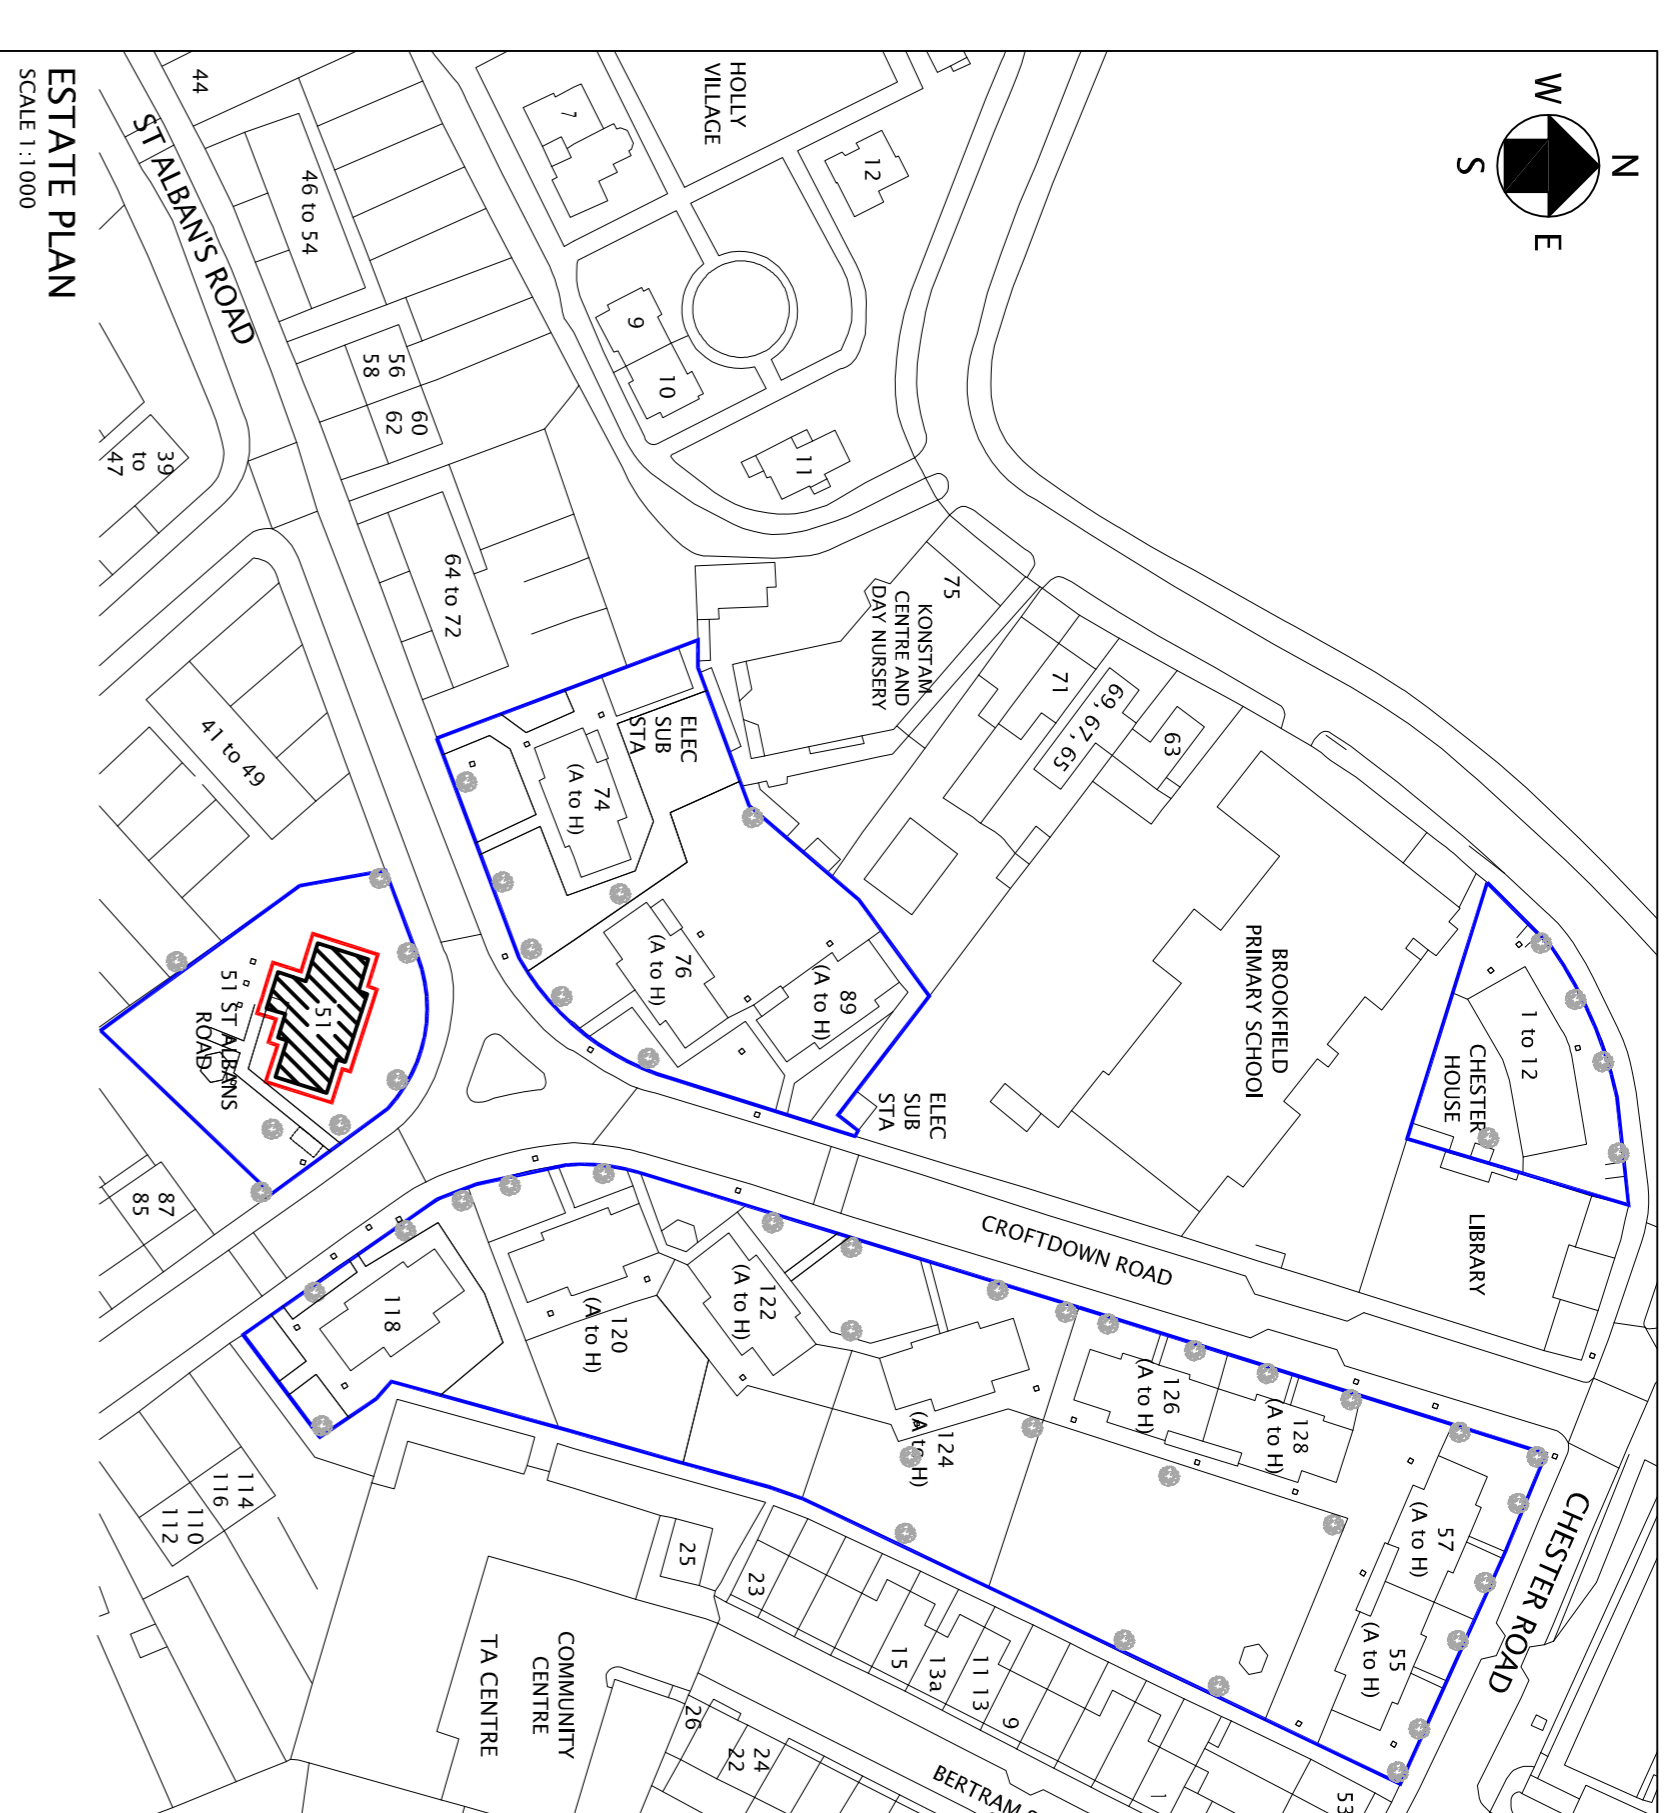 ESTATE PLAN
SCALE 1:1000
N
W
E
S
HOLLY
VILLAGE
7
12
9
10
11
44
ST ALBAN'S ROAD
46 to 54
56
58
60
62
64 to 72
39
to
47
41 to 49
75
KONSTAM
CENTRE AND
DAY NURSERY
71
69, 67, 65
63
BROOKFIELD
PRIMARY SCHOOL
1 to 12
CHESTER
HOUSE
LIBRARY
ELEC
SUB
STA
74
(A to H)
76
(A to H)
89
(A to H)
ELEC
SUB
STA
51
51 ST ALBANS
ROAD
87
85
CROFTDOWN ROAD
118
120
(A to H)
122
(A to H)
124
(A to H)
126
(A to H)
128
(A to H)
57
(A to H)
55
(A to H)
CHESTER ROAD
114
116
110
112
25
23
15
13a
11 13
9
1
53
26
24
22
COMMUNITY
CENTRE
TA CENTRE
BERTRAM